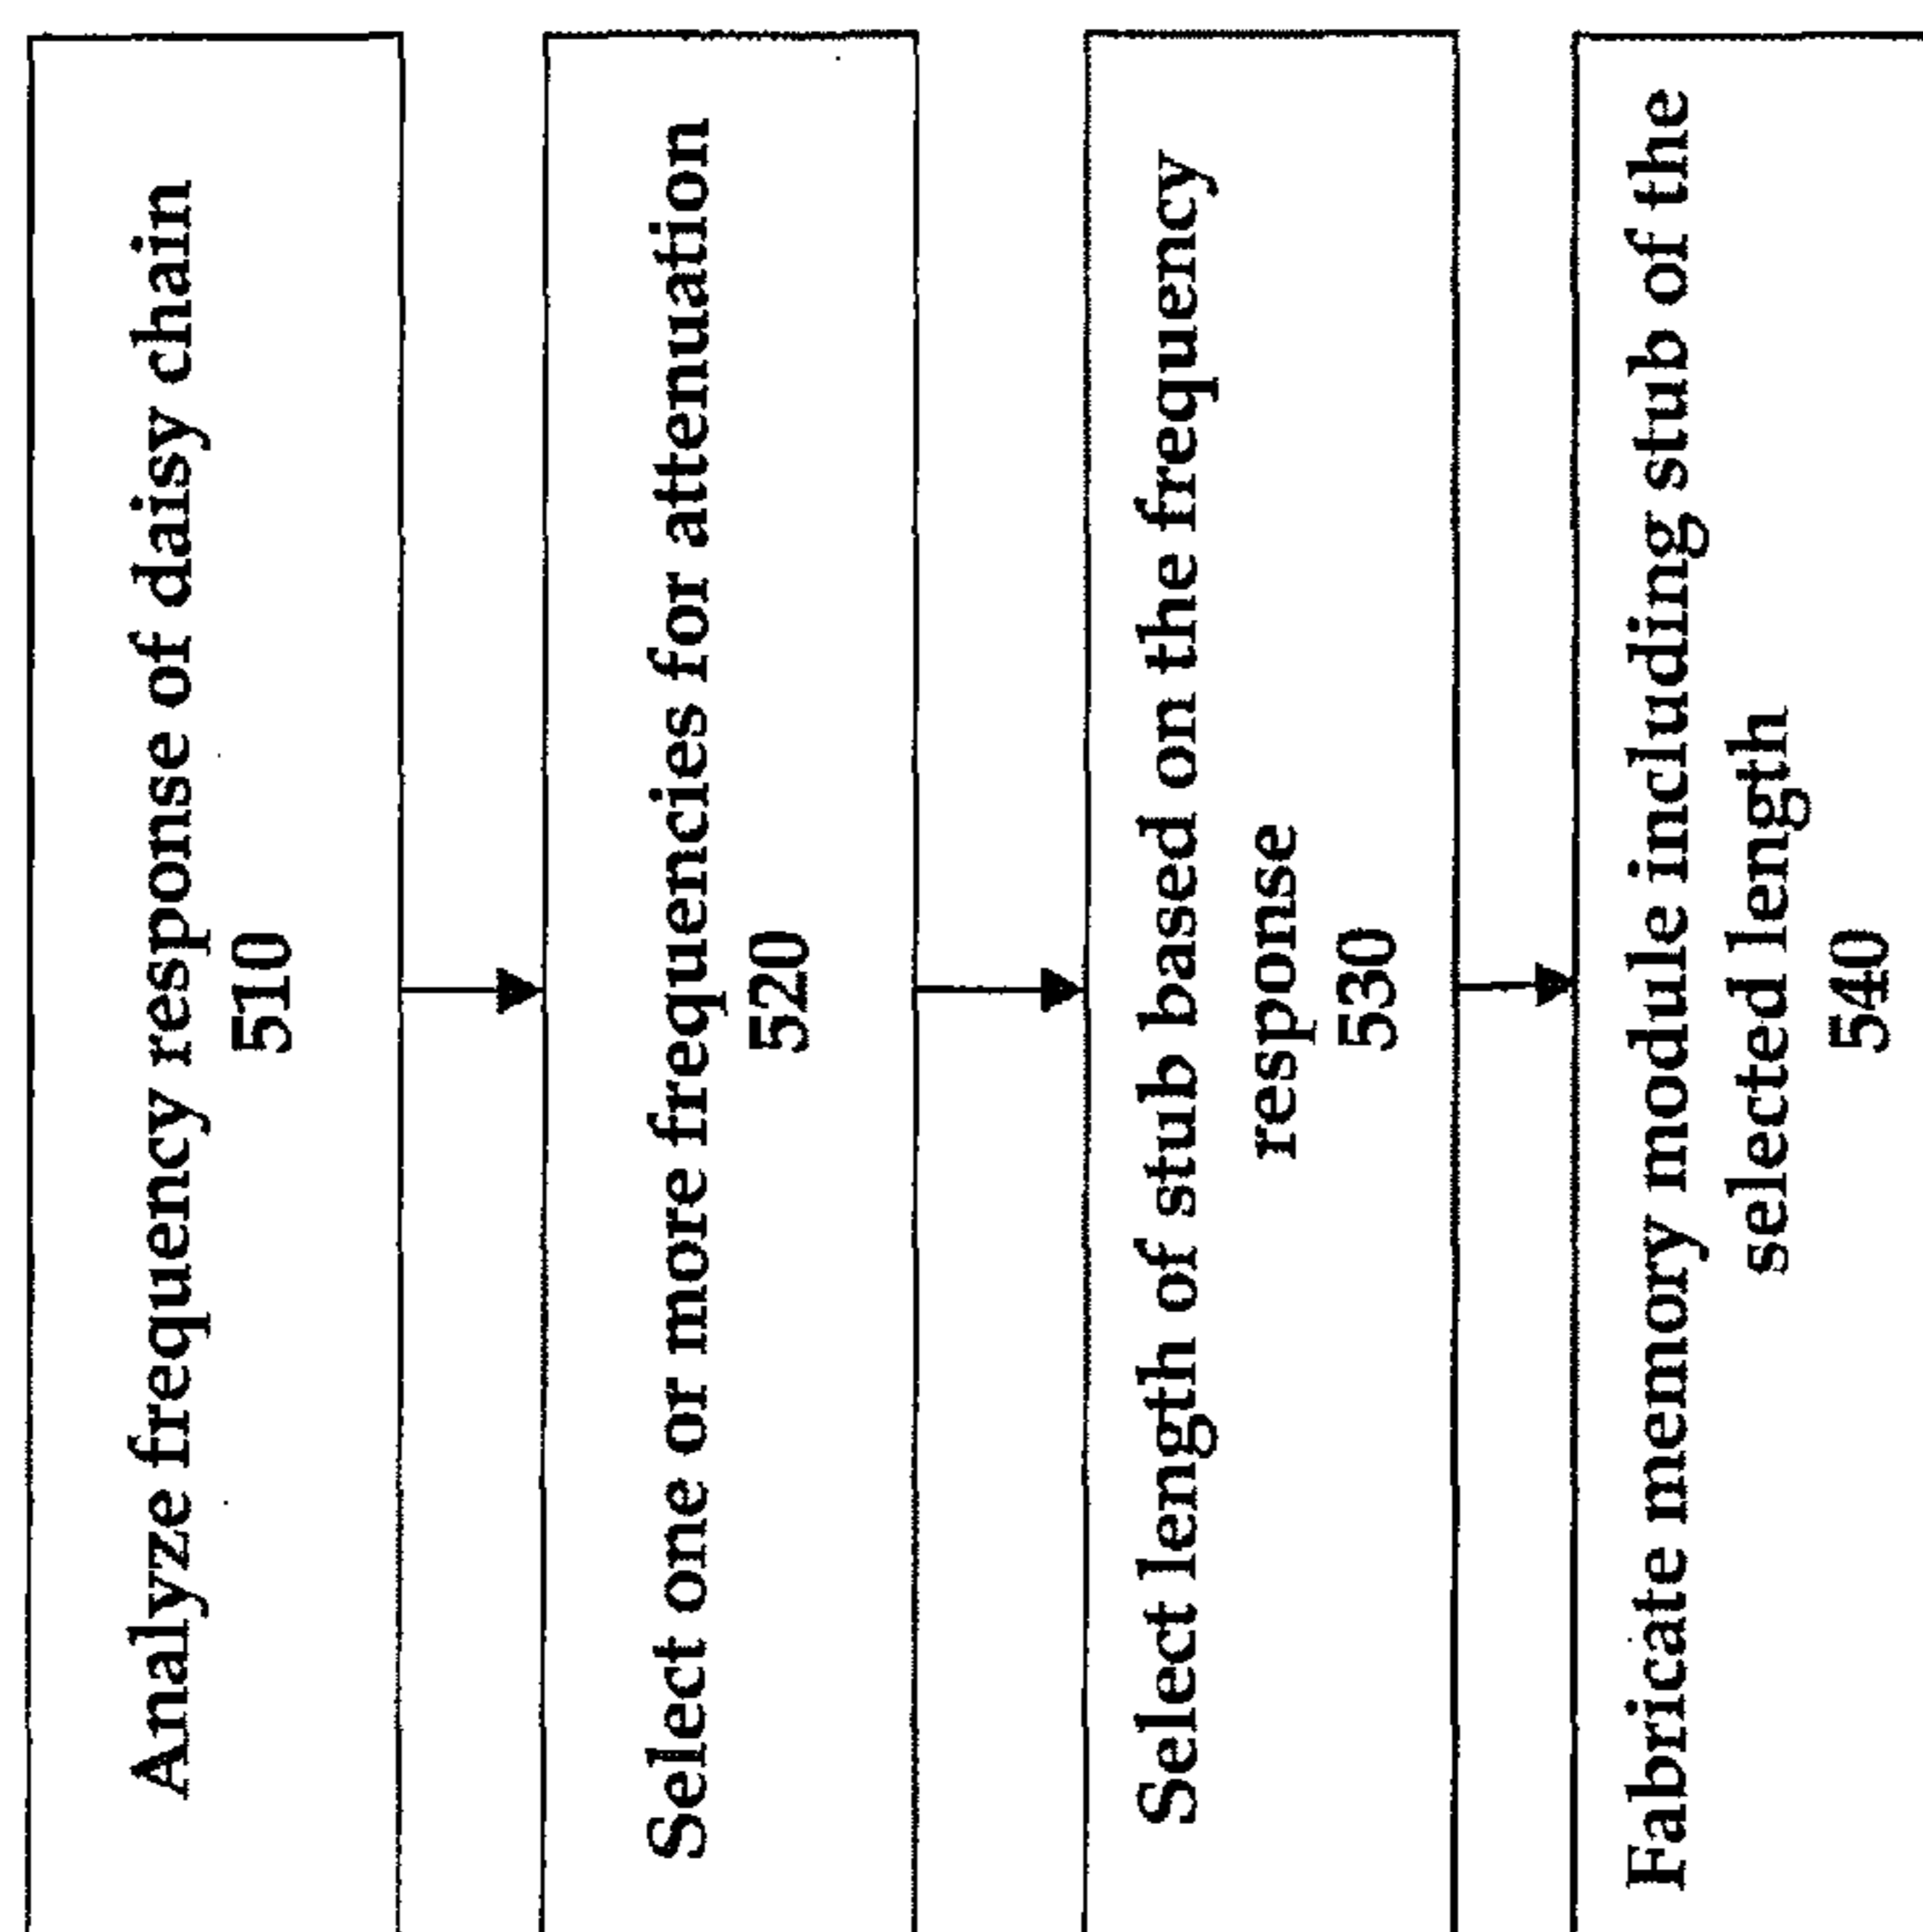 Analyze frequency response of daisy chain
510
Select one or more frequencies for attenuation
520
Select length of stub based on the frequency
response
530
Fabricate memory module including stub of the
selected length
540